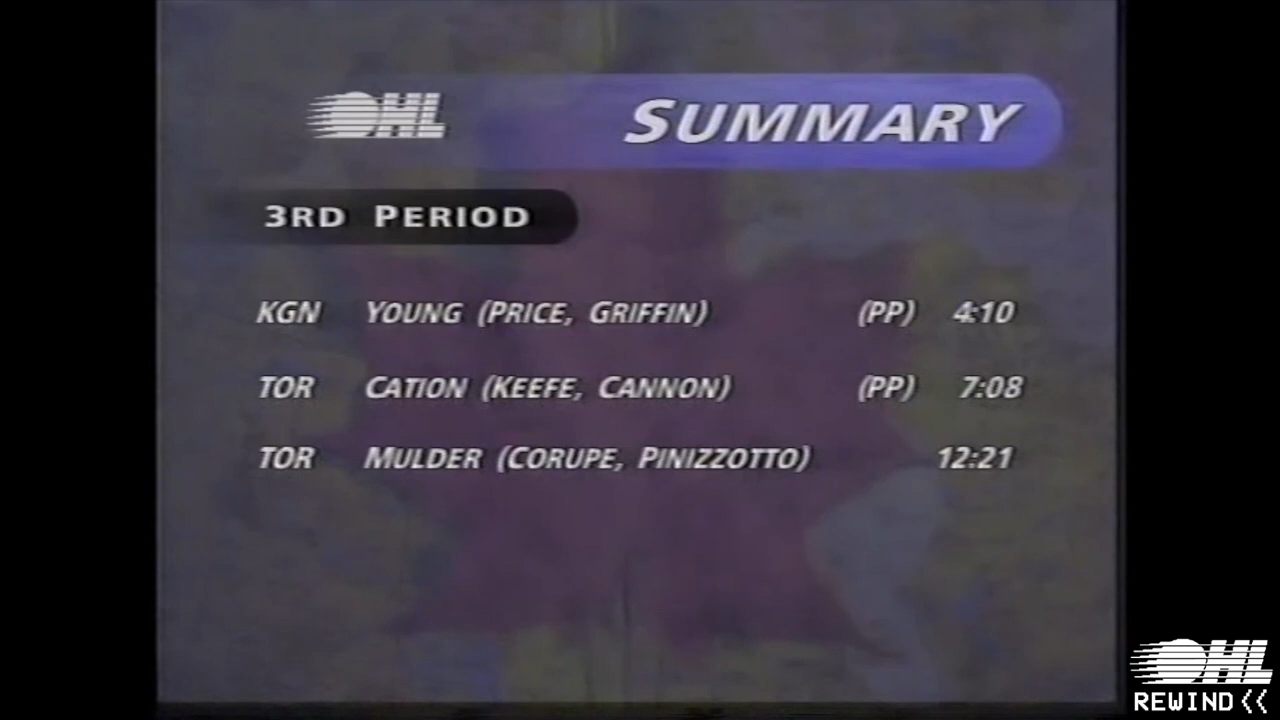 OHL SUMMARY
3RD PERIOD
KGN YOUNG (PRICE, GRIFFIN) (PP) 4:10
TOR CATION (KEEFE, CANNON) (PP) 7:08
TOR MULDER (CORUPE, PINIZZOTTO) 12:21
OHL
REWIND